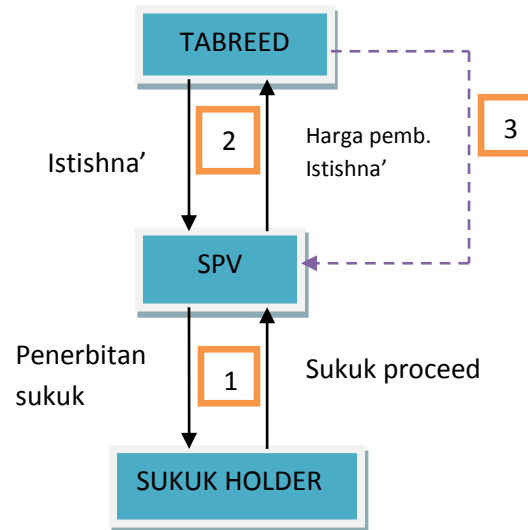 TABREED
3
2
Harga pemb.
Istishna’
Istishna’
SPV
Penerbitan
sukuk
1
Sukuk proceed
SUKUK HOLDER